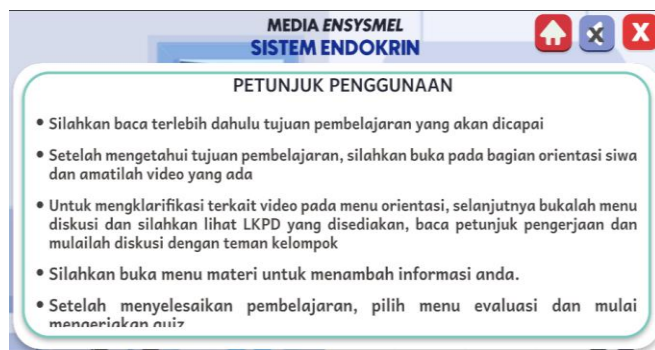 MEDIA ENSYSMEL
SISTEM ENDOKRIN
X
PETUNJUK PENGGUNAAN
• Silahkan baca terlebih dahulu tujuan pembelajaran yang akan dicapai
• Setelah mengetahui tujuan pembelajaran, silahkan buka pada bagian orientasi siwa
dan amatilah video yang ada
• Untuk mengklarifikasi terkait video pada menu orientasi, selanjutnya bukalah menu
diskusi dan silahkan lihat LKPD yang disediakan, baca petunjuk pengerjaan dan
mulailah diskusi dengan teman kelompok
• Silahkan buka menu materi untuk menambah informasi anda.
• Setelah menyelesaikan pembelajaran, pilih menu evaluasi dan mulai
mengerjakan quiz